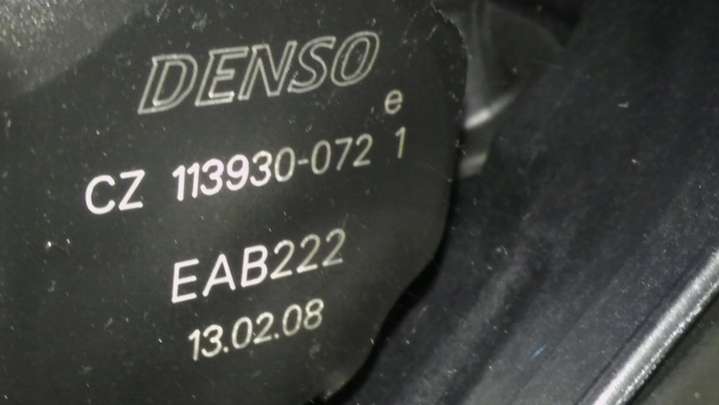 DENSO
e
CZ 113930-072 1
EAB222
13.02.08